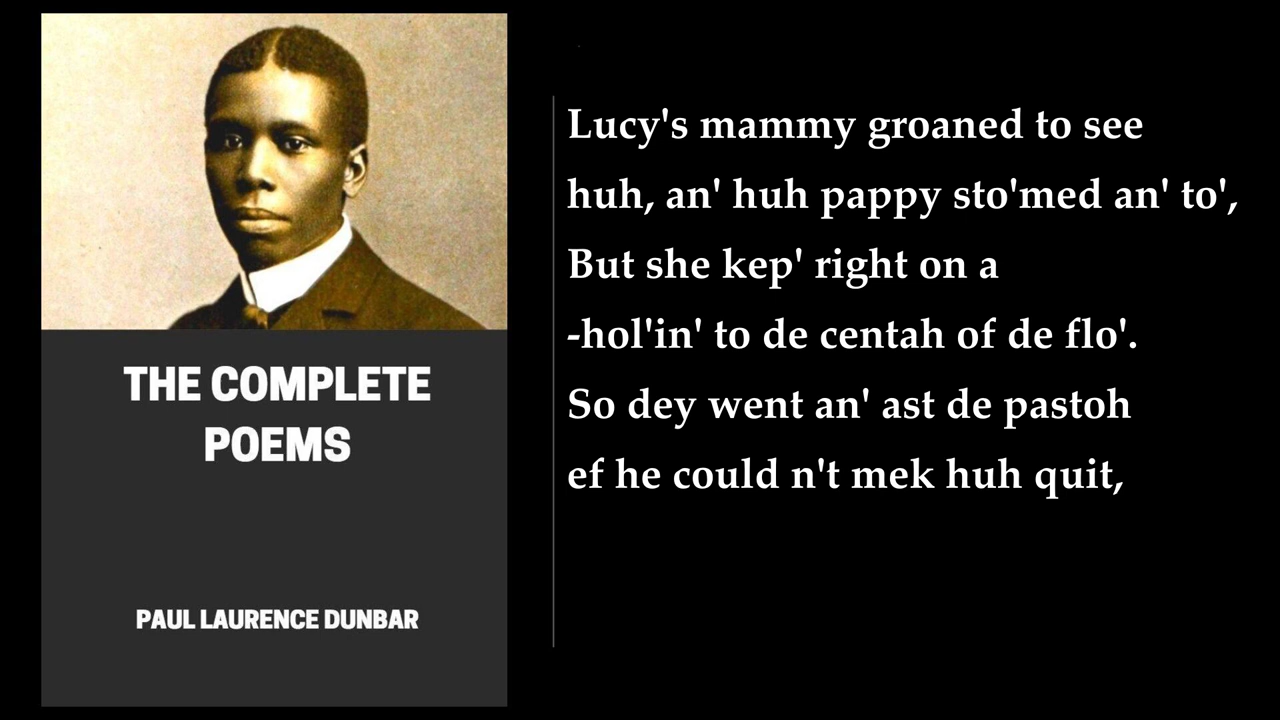 THE COMPLETE
POEMS
PAUL LAURENCE DUNBAR
Lucy's mammy groaned to see
huh, an' huh pappy sto'med an' to',
But she kep' right on a
-hol'in' to de centah of de flo'.
So dey went an' ast de pastoh
ef he could n't mek huh quit,